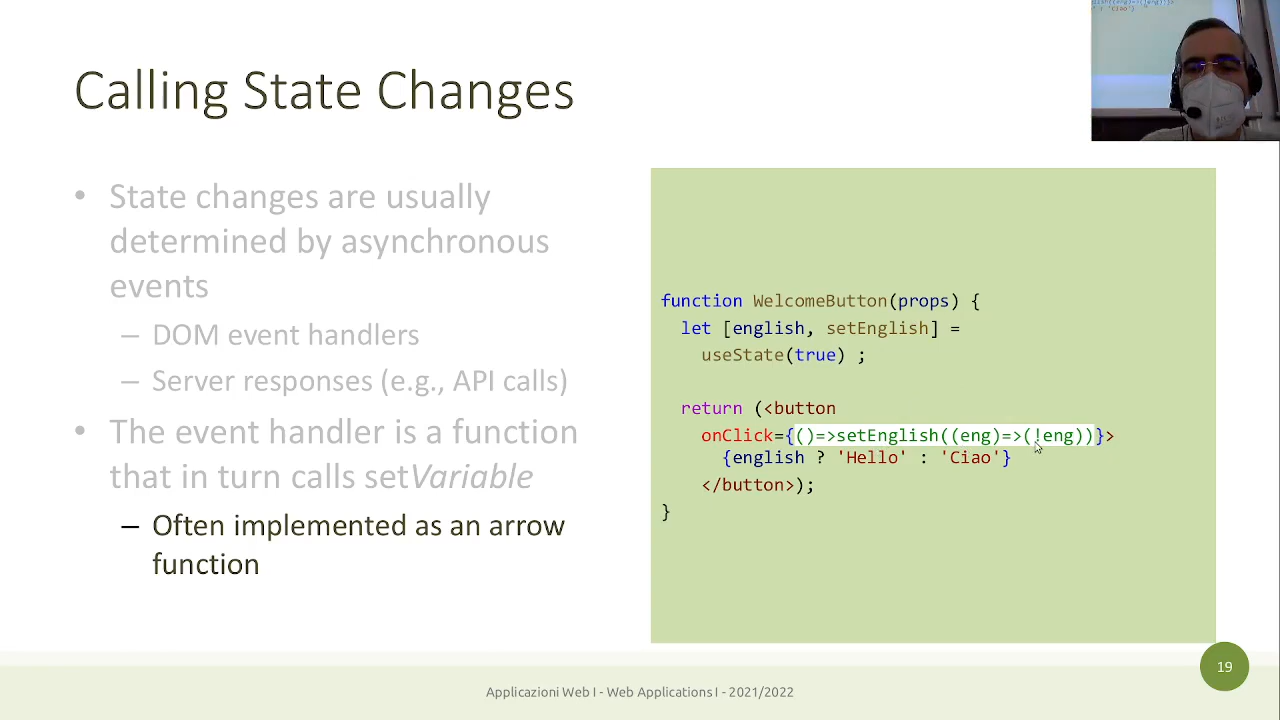 Calling State Changes
• State changes are usually
determined by asynchronous
events
– DOM event handlers
– Server responses (e.g., API calls)
• The event handler is a function
that in turn calls setVariable
– Often implemented as an arrow
function
function WelcomeButton(props) {
let [english, setEnglish] =
useState(true) ;
return (<button
onClick={()=>setEnglish((eng)=>(!eng))}>
{english ? 'Hello' : 'Ciao'}
</button>);
}
19
Applicazioni Web I - Web Applications I - 2021/2022